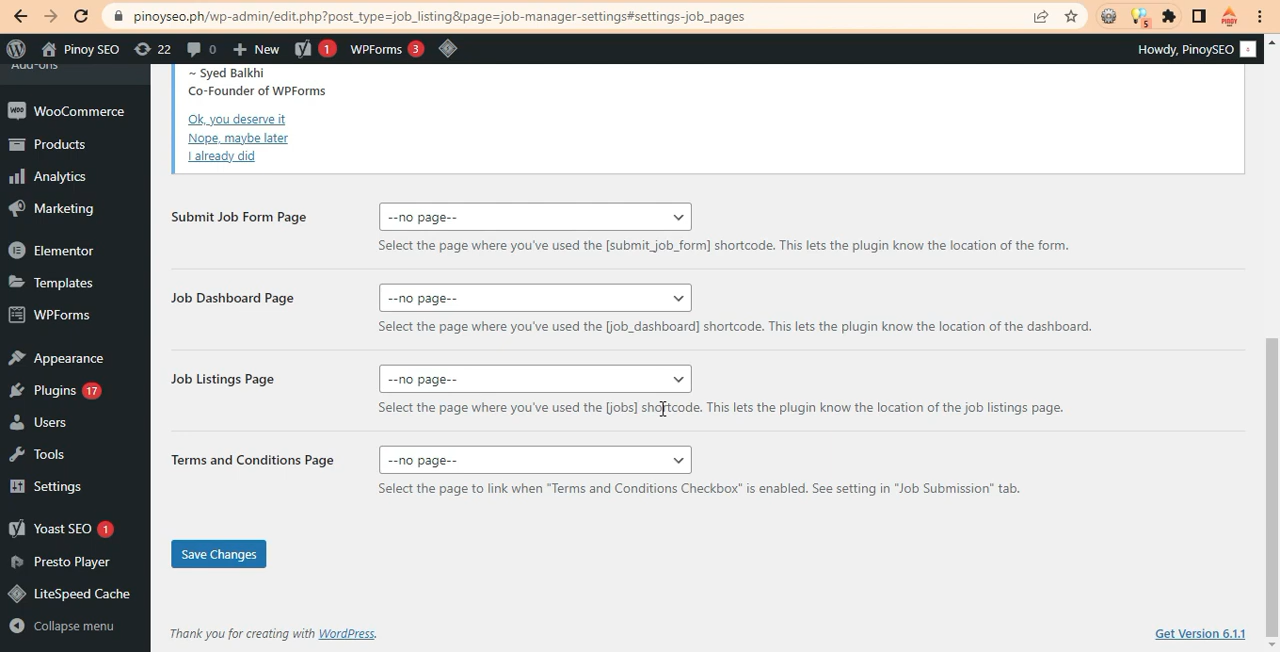 pinoyseo.ph/wp-admin/edit.php?post_type=job_listing&page=job-manager-settings#settings-job_pages
5
PINOY
Pinoy SEO 22 0 New 1 WPForms 3 Howdy, PinoySEO
Add-ons
WooCommerce
Products
Analytics
Marketing
Elementor
Templates
WPForms
Appearance
Plugins 17
Users
Tools
Settings
Yoast SEO 1
Presto Player
LiteSpeed Cache
Collapse menu
~ Syed Balkhi
Co-Founder of WPForms
Ok, you deserve it
Nope, maybe later
I already did
Submit Job Form Page --no page--
Select the page where you've used the [submit_job_form] shortcode. This lets the plugin know the location of the form.
Job Dashboard Page --no page--
Select the page where you've used the [job_dashboard] shortcode. This lets the plugin know the location of the dashboard.
Job Listings Page --no page--
Select the page where you've used the [jobs] shortcode. This lets the plugin know the location of the job listings page.
Terms and Conditions Page --no page--
Select the page to link when "Terms and Conditions Checkbox" is enabled. See setting in "Job Submission" tab.
Save Changes
Thank you for creating with WordPress. Get Version 6.1.1